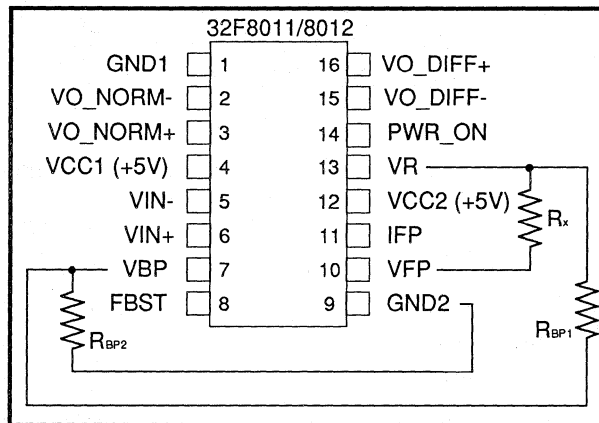 32F8011/8012
GND1 1 16 VO_DIFF+
VO_NORM- 2 15 VO_DIFF-
VO_NORM+ 3 14 PWR_ON
VCC1 (+5V) 4 13 VR
VIN- 5 12 VCC2 (+5V)
VIN+ 6 11 IFP
VBP 7 10 VFP
FBST 8 9 GND2
Rx
RBP1
RBP2